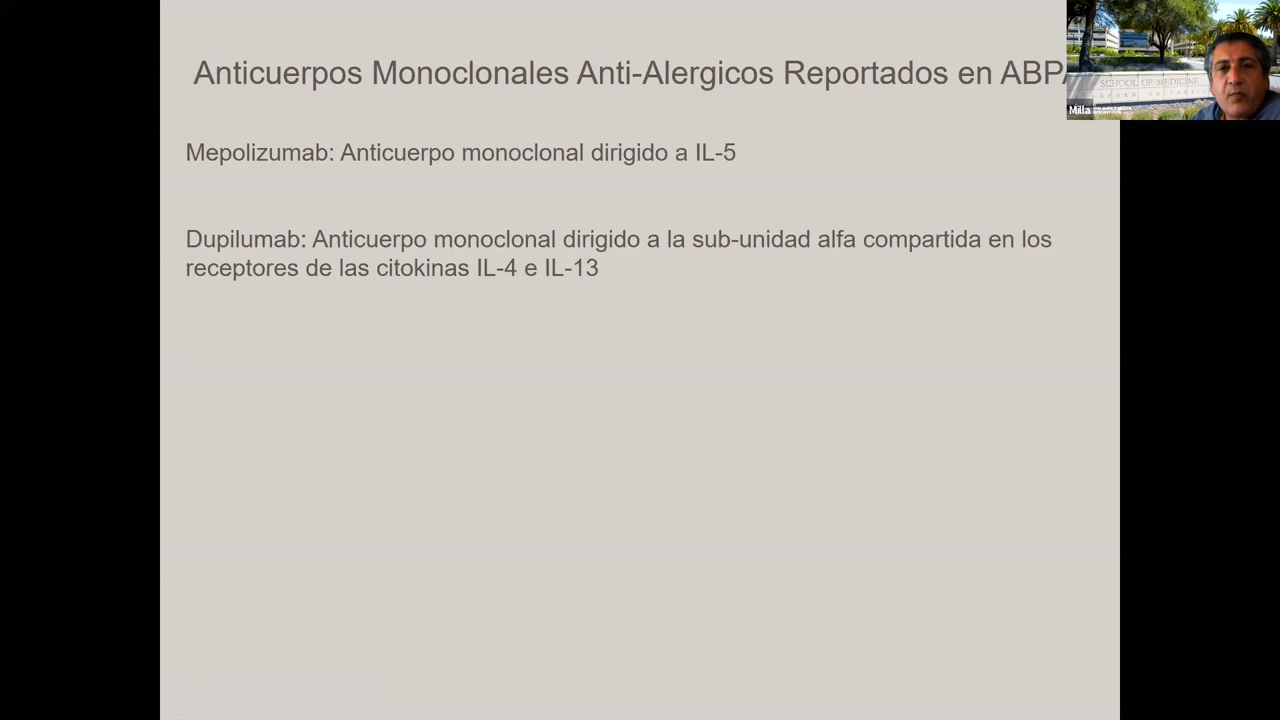 Anticuerpos Monoclonales Anti-Alergicos Reportados en ABPA
SCHOOL OF MEDICINE
Milla
Mepolizumab: Anticuerpo monoclonal dirigido a IL-5
Dupilumab: Anticuerpo monoclonal dirigido a la sub-unidad alfa compartida en los
receptores de las citokinas IL-4 e IL-13